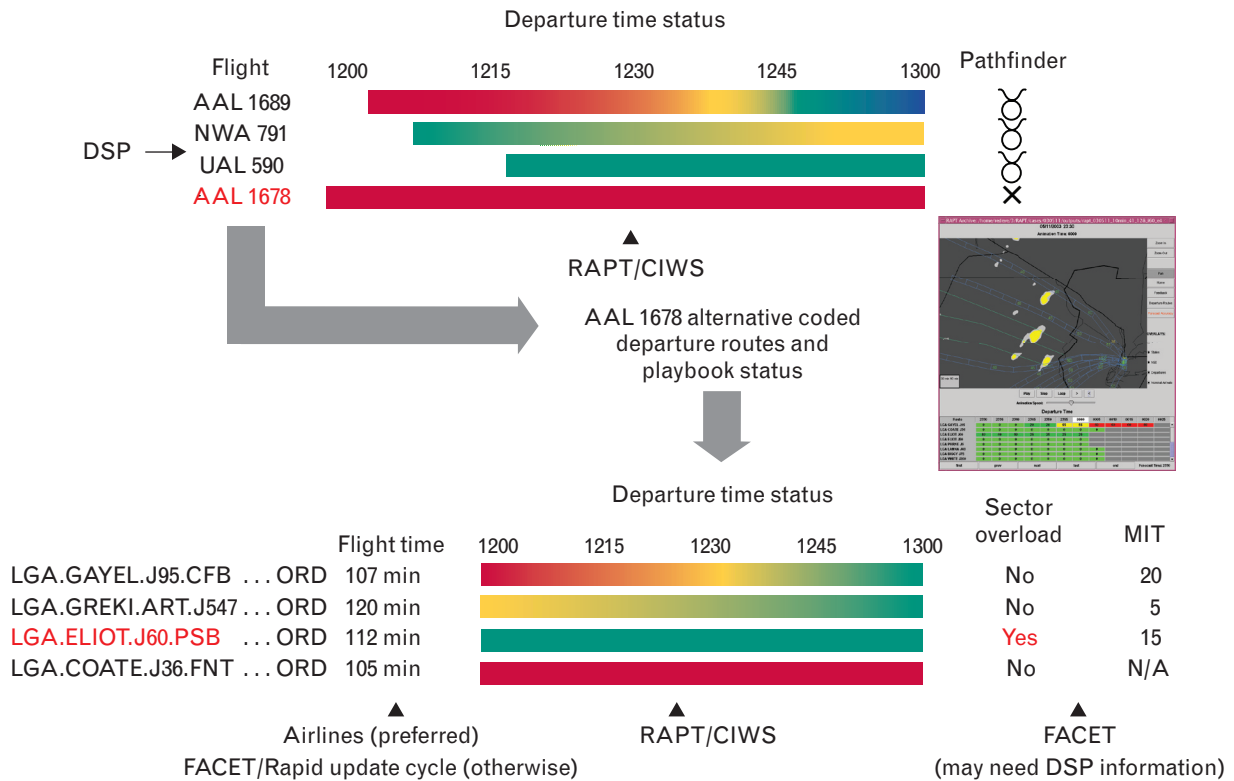 Departure time status
Flight 1200 1215 1230 1245 1300 Pathfinder
AAL 1689
NWA 791
DSP
UAL 590
AAL 1678
RAPT/CIWS
AAL 1678 alternative coded
departure routes and
playbook status
Animation Time
Departure Time
Departure time status
Sector
overload MIT
Flight time 1200 1215 1230 1245 1300
LGA.GAYEL.J95.CFB ... ORD 107 min No 20
LGA.GREKI.ART.J547 ... ORD 120 min No 5
LGA.ELIOT.J60.PSB ... ORD 112 min Yes 15
LGA.COATE.J36.FNT ... ORD 105 min No N/A
Airlines (preferred) RAPT/CIWS FACET
FACET/Rapid update cycle (otherwise) (may need DSP information)